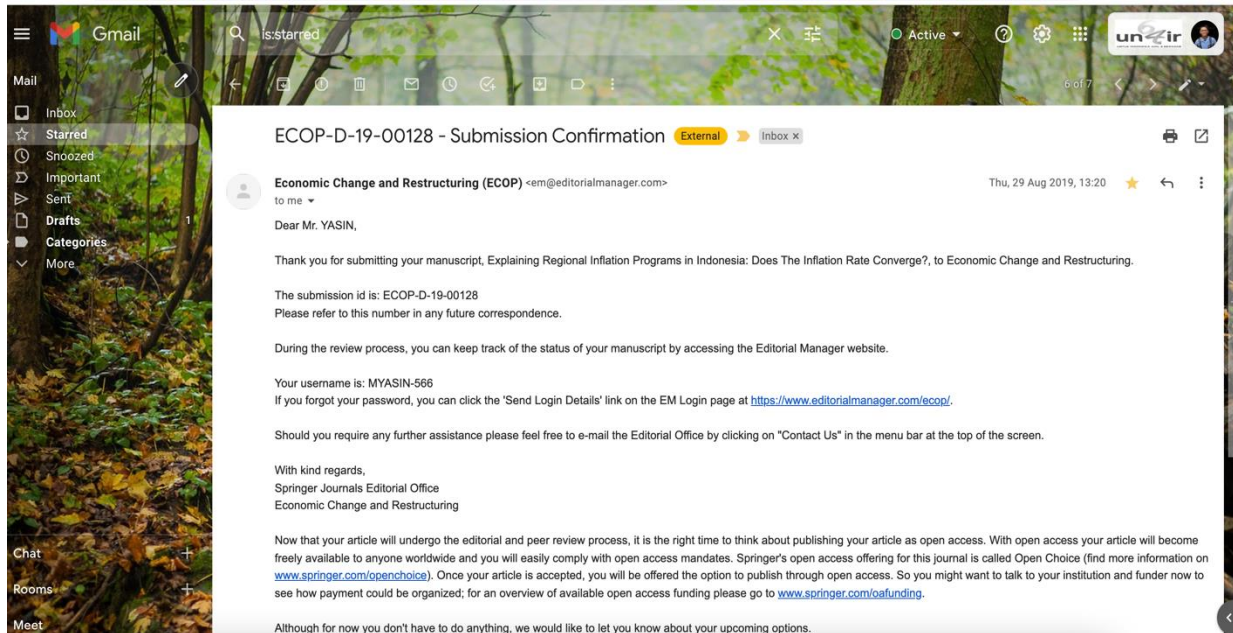 Gmail
is:starred
Active
un4ir
Mail
6 of 7
Inbox
Starred
Snoozed
Important
Sent
Drafts 1
Categories
More
Chat
Rooms
Meet
ECOP-D-19-00128 - Submission Confirmation External Inbox ×
Economic Change and Restructuring (ECOP) <em@editorialmanager.com> Thu, 29 Aug 2019, 13:20
to me
Dear Mr. YASIN,
Thank you for submitting your manuscript, Explaining Regional Inflation Programs in Indonesia: Does The Inflation Rate Converge?, to Economic Change and Restructuring.
The submission id is: ECOP-D-19-00128
Please refer to this number in any future correspondence.
During the review process, you can keep track of the status of your manuscript by accessing the Editorial Manager website.
Your username is: MYASIN-566
If you forgot your password, you can click the 'Send Login Details' link on the EM Login page at https://www.editorialmanager.com/ecop/.
Should you require any further assistance please feel free to e-mail the Editorial Office by clicking on "Contact Us" in the menu bar at the top of the screen.
With kind regards,
Springer Journals Editorial Office
Economic Change and Restructuring
Now that your article will undergo the editorial and peer review process, it is the right time to think about publishing your article as open access. With open access your article will become
freely available to anyone worldwide and you will easily comply with open access mandates. Springer's open access offering for this journal is called Open Choice (find more information on
www.springer.com/openchoice). Once your article is accepted, you will be offered the option to publish through open access. So you might want to talk to your institution and funder now to
see how payment could be organized; for an overview of available open access funding please go to www.springer.com/oafunding.
Although for now you don't have to do anything, we would like to let you know about your upcoming options.